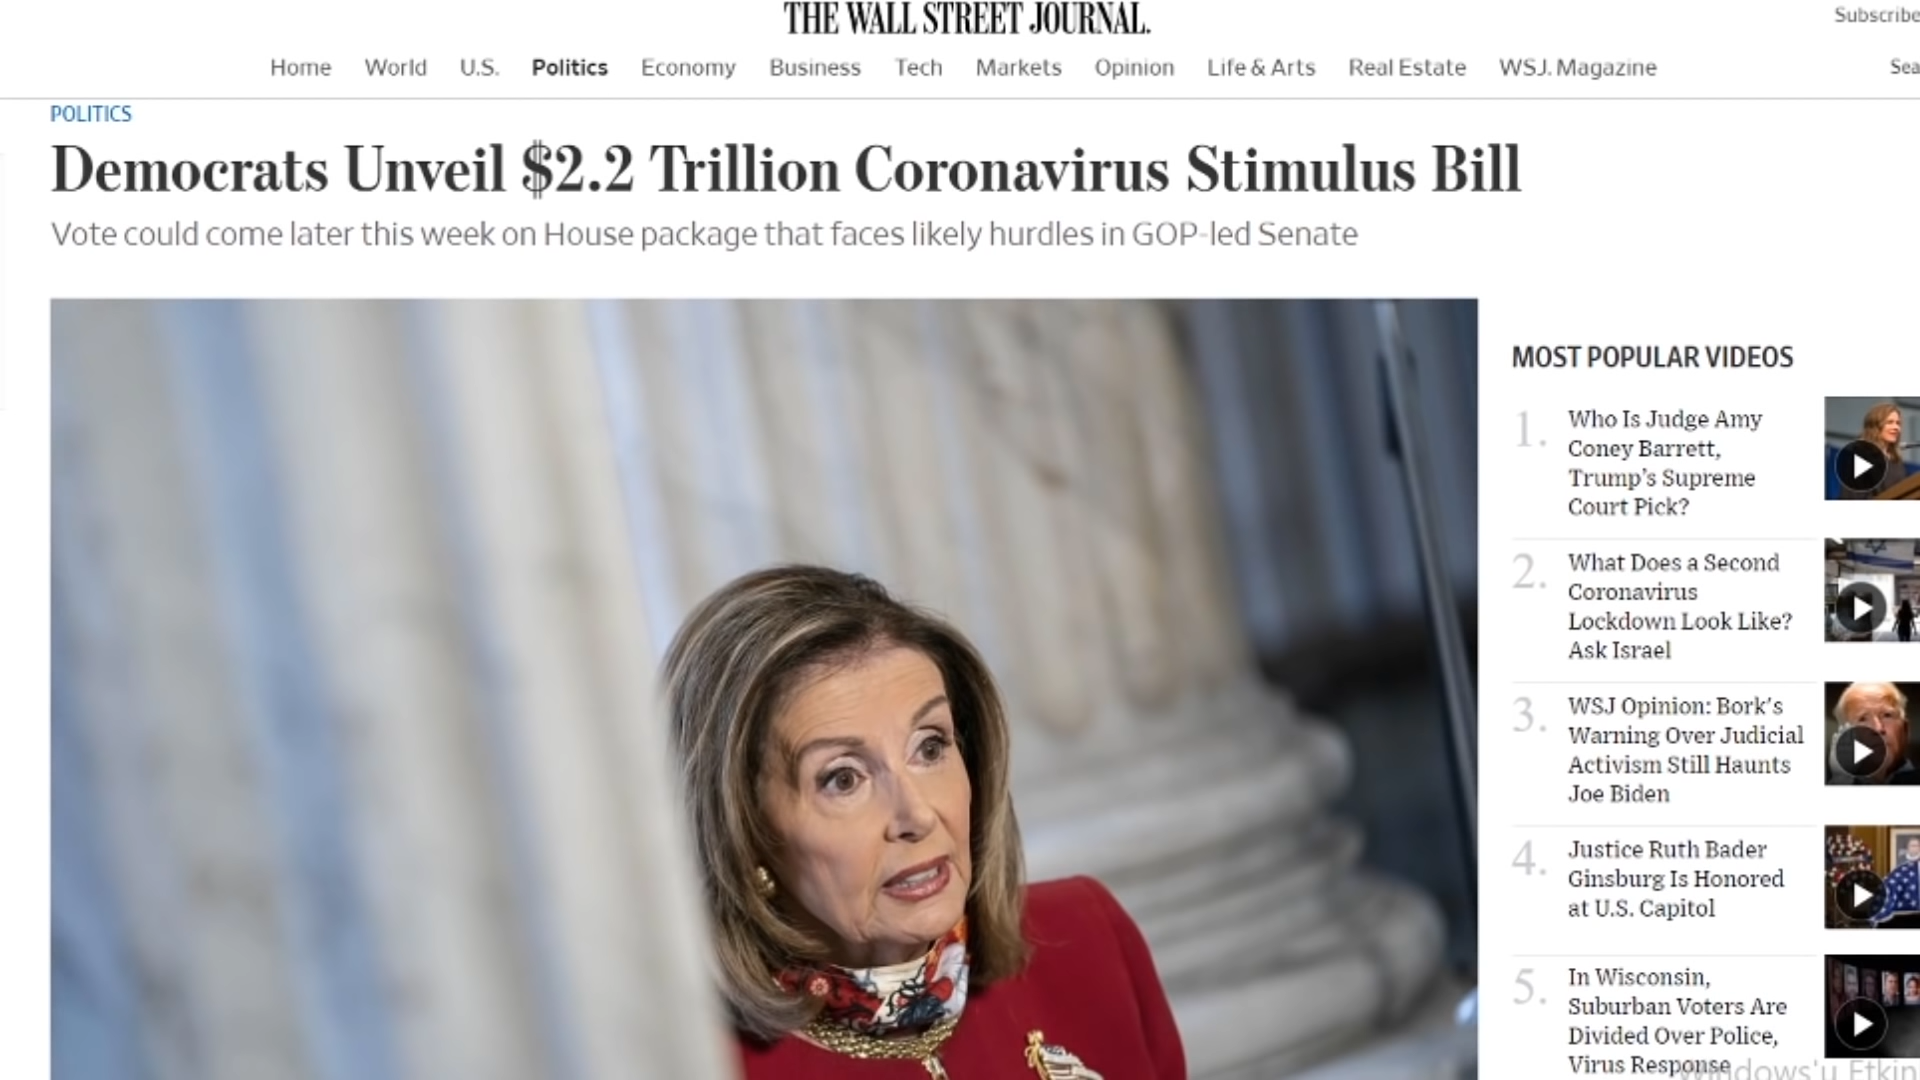 THE WALL STREET JOURNAL.
Subscribe
Home World U.S. Politics Economy Business Tech Markets Opinion Life & Arts Real Estate WSJ. Magazine
Sea
POLITICS
Democrats Unveil $2.2 Trillion Coronavirus Stimulus Bill
Vote could come later this week on House package that faces likely hurdles in GOP-led Senate
MOST POPULAR VIDEOS
1.
Who Is Judge Amy
Coney Barrett,
Trump’s Supreme
Court Pick?
2.
What Does a Second
Coronavirus
Lockdown Look Like?
Ask Israel
3.
WSJ Opinion: Bork’s
Warning Over Judicial
Activism Still Haunts
Joe Biden
4.
Justice Ruth Bader
Ginsburg Is Honored
at U.S. Capitol
5.
In Wisconsin,
Suburban Voters Are
Divided Over Police,
Virus Response
Windows'u Etkin